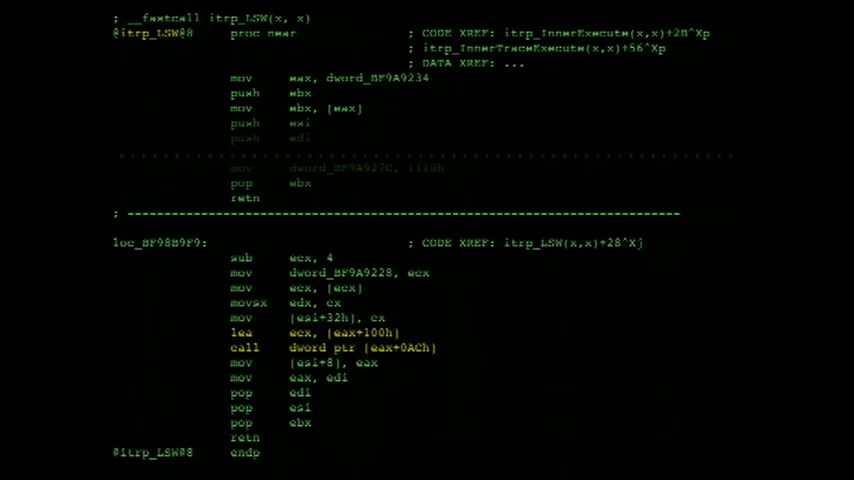 ; __fastcall itrp_LSW(x, x)
@itrp_LSW@8 proc near ; CODE XREF: itrp_InnerExecute(x,x)+2B^Xp
; itrp_InnerTraceExecute(x,x)+56^Xp
; DATA XREF: ...
mov eax, dword_BF9A9234
push ebx
mov ebx, [eax]
push esi
push edi
mov dword_BF9A927C, 1110h
pop ebx
retn
; ---------------------------------------------------------------------------
loc_BF98B9F9: ; CODE XREF: itrp_LSW(x,x)+28^Xj
sub ecx, 4
mov dword_BF9A9228, ecx
mov ecx, [ecx]
movsx edx, cx
mov [esi+32h], cx
lea ecx, [eax+100h]
call dword ptr [eax+0ACh]
mov [esi+8], eax
mov eax, edi
pop edi
pop esi
pop ebx
retn
@itrp_LSW@8 endp